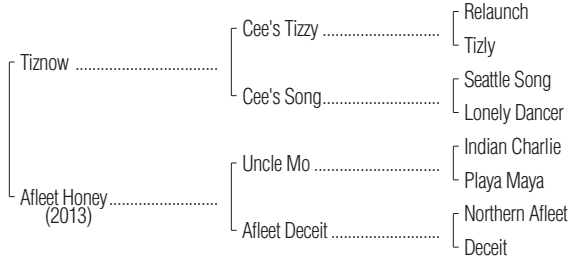 Relaunch
Cee's Tizzy ..............................
Tizly
Tiznow .....................................
Seattle Song
Cee's Song..............................
Lonely Dancer
Indian Charlie
Uncle Mo ................................
Playa Maya
Afleet Honey............................
(2013)
Northern Afleet
Afleet Deceit ............................
Deceit